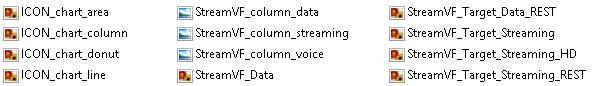 ICON_chart_area
ICON_chart_column
ICON_chart_donut
ICON_chart_line
StreamVF_column_data
StreamVF_column_streaming
StreamVF_column_voice
StreamVF_Data
StreamVF_Target_Data_REST
StreamVF_Target_Streaming
StreamVF_Target_Streaming_HD
StreamVF_Target_Streaming_REST